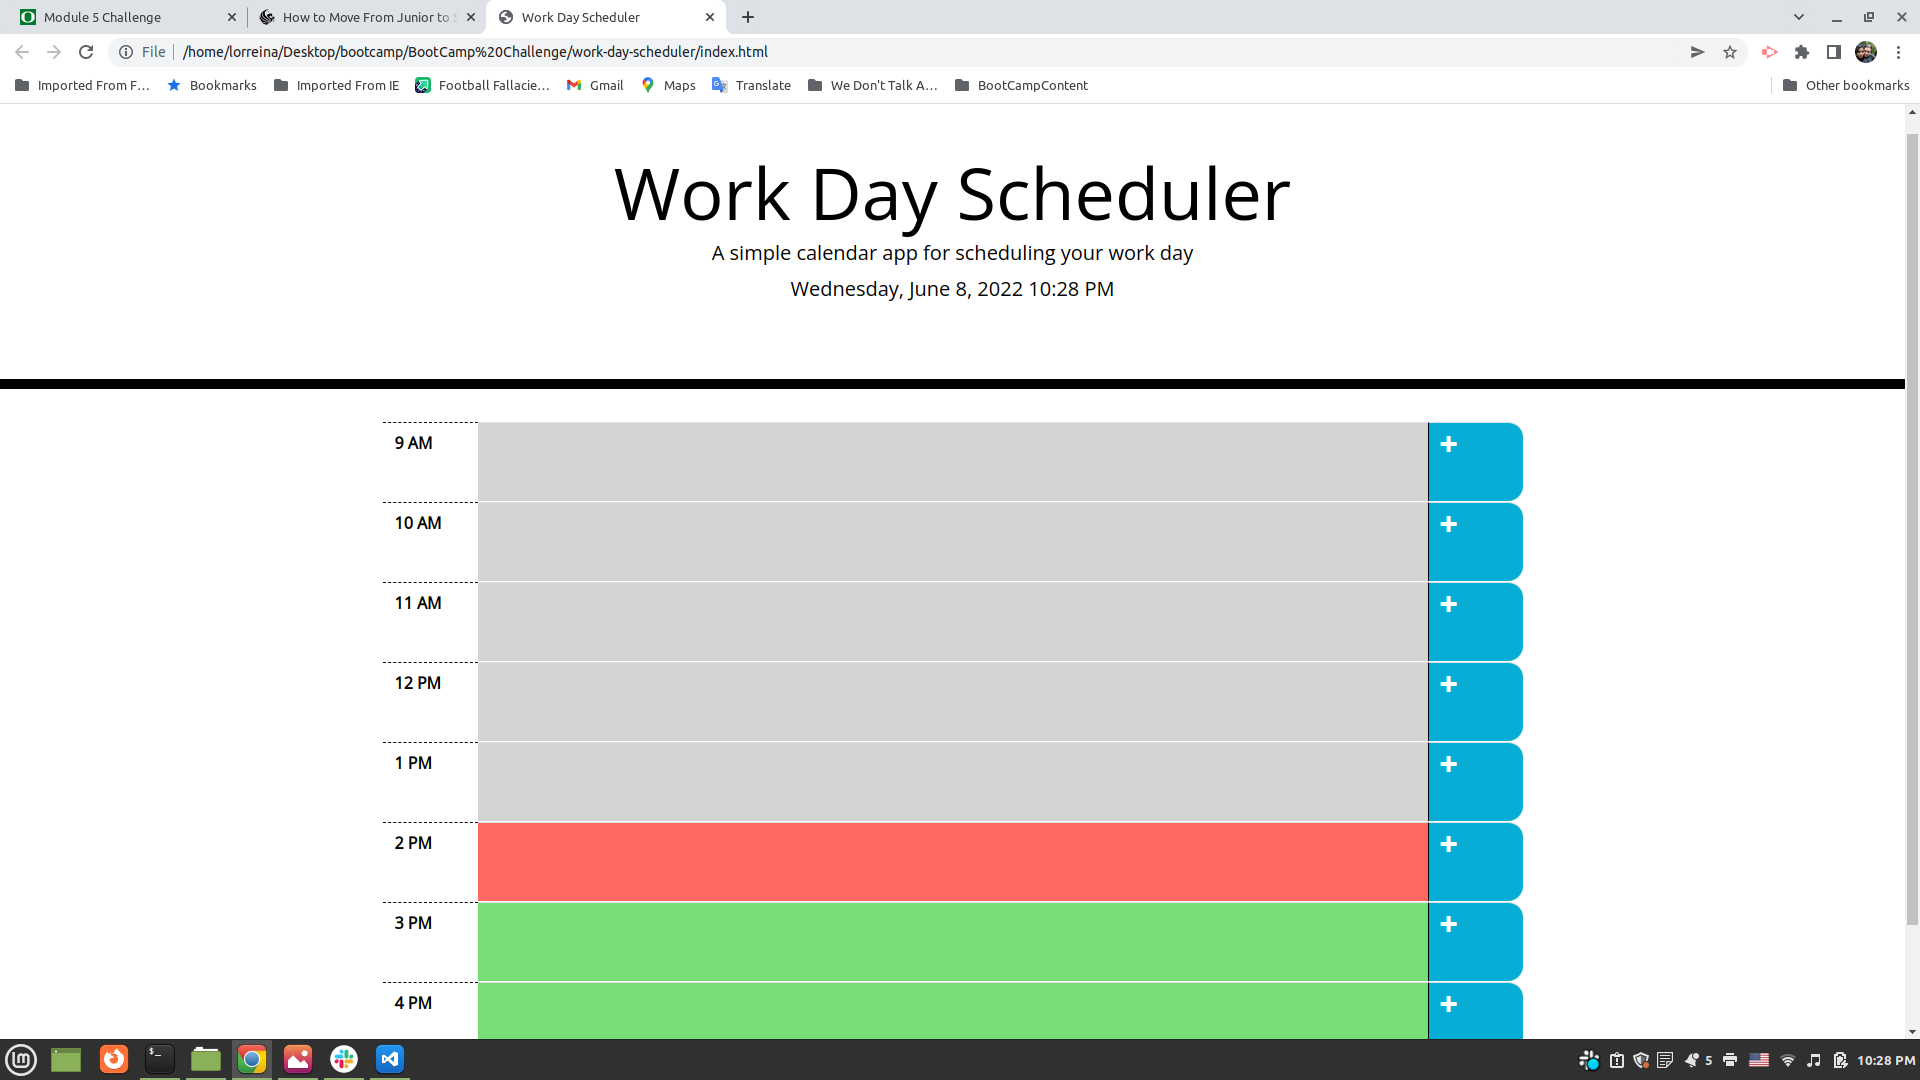 Module 5 Challenge
How to Move From Junior to S
Work Day Scheduler
File
/home/lorreina/Desktop/bootcamp/BootCamp%20Challenge/work-day-scheduler/index.html
Imported From F...
Bookmarks
Imported From IE
Football Fallacie...
Gmail
Maps
Translate
We Don't Talk A...
BootCampContent
Other bookmarks
Work Day Scheduler
A simple calendar app for scheduling your work day
Wednesday, June 8, 2022 10:28 PM
9 AM
+
10 AM
+
11 AM
+
12 PM
+
1 PM
+
2 PM
+
3 PM
+
4 PM
+
5
10:28 PM